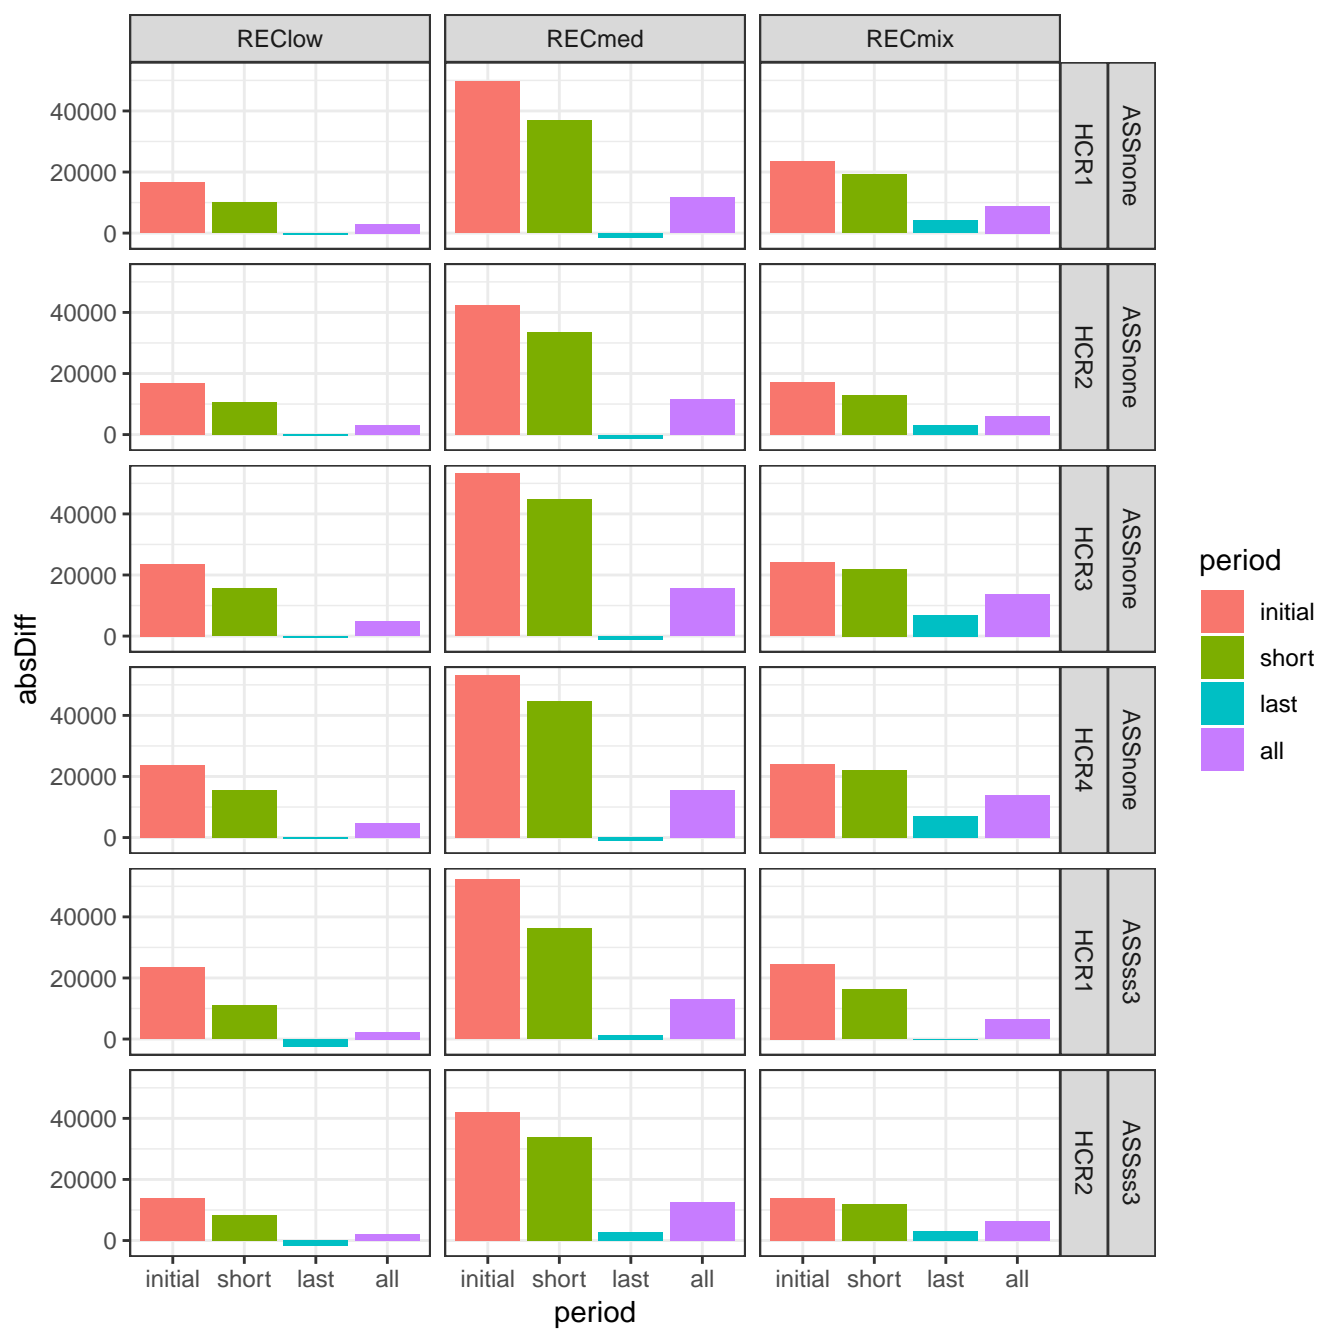 REClow RECmed RECmix
40000
20000
0
HCR1 ASSnone
40000
20000
0
HCR2 ASSnone
40000
20000
0
HCR3 ASSnone
40000
20000
0
HCR4 ASSnone
40000
20000
0
HCR1 ASSss3
40000
20000
0
HCR2 ASSss3
absDiff
initial short last all initial short last all initial short last all
period
period
initial
short
last
all